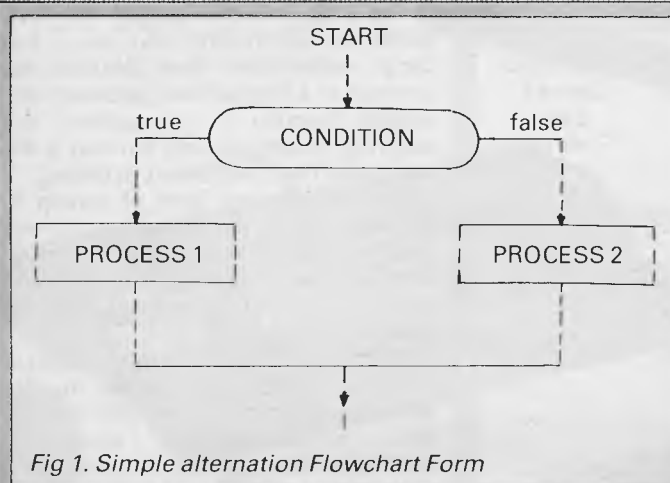 START
true
CONDITION
false
PROCESS 1
PROCESS 2
Fig 1. Simple alternation Flowchart Form